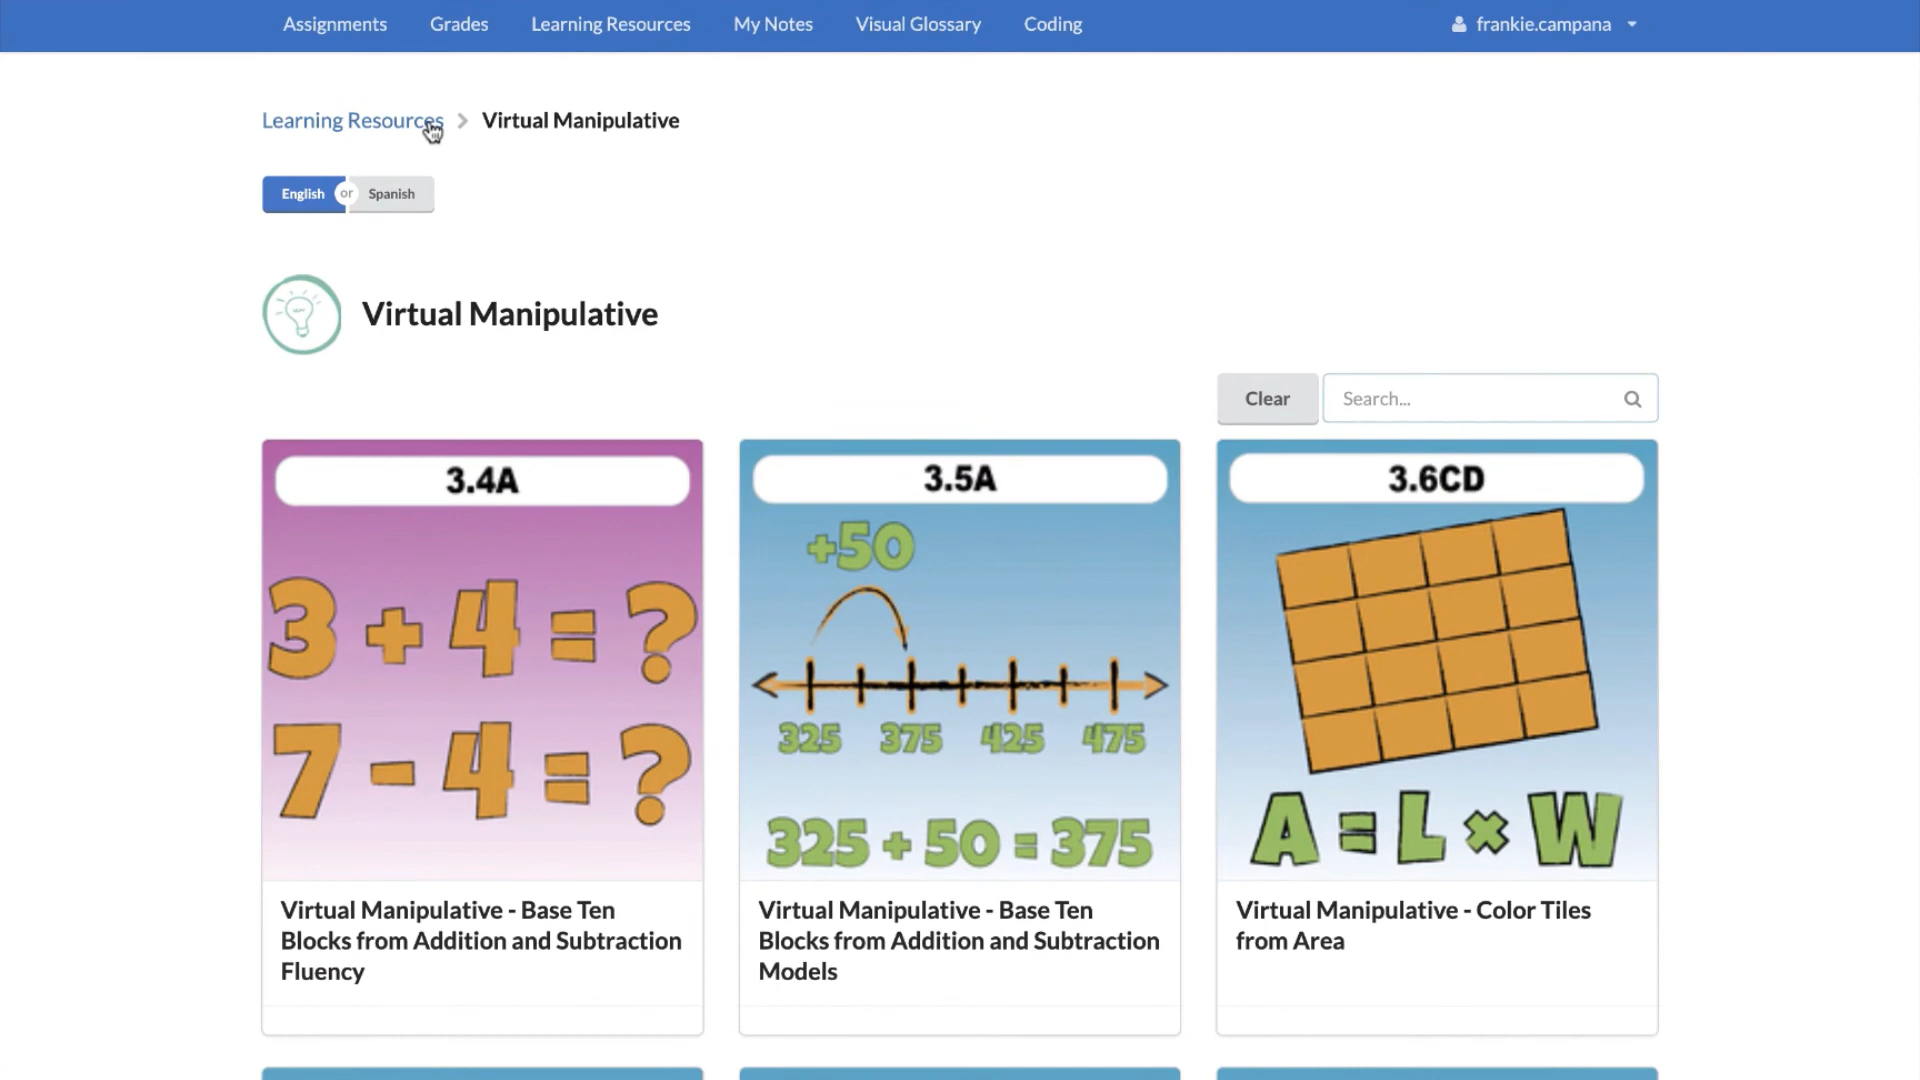 Assignments Grades Learning Resources My Notes Visual Glossary Coding frankie.campana
Learning Resources Virtual Manipulative
English or Spanish
Virtual Manipulative
Clear Search...
3.4A
3 + 4 = ?
7 - 4 = ?
Virtual Manipulative - Base Ten
Blocks from Addition and Subtraction
Fluency
3.5A
+50
325 375 425 475
325 + 50 = 375
Virtual Manipulative - Base Ten
Blocks from Addition and Subtraction
Models
3.6CD
A = L × W
Virtual Manipulative - Color Tiles
from Area